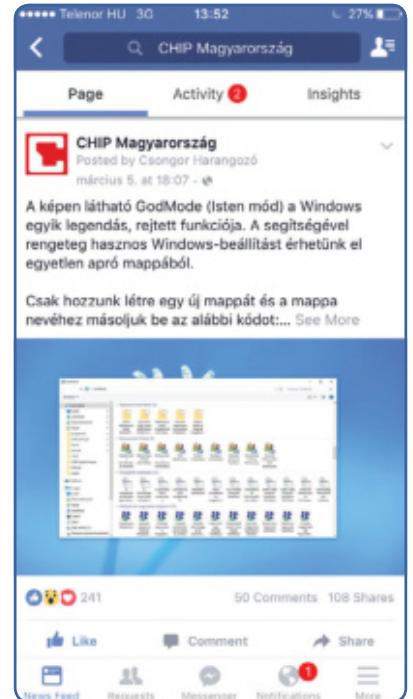 Telenor HU 3G 13:52 27%
CHIP Magyarország
Page Activity 2 Insights
CHIP Magyarország
Posted by Csongor Harangozó
március 5. at 18:07
A képen látható GodMode (Isten mód) a Windows
egyik legendás, rejtett funkciója. A segítségével
rengeteg hasznos Windows-beállítást érhetünk el
egyetlen apró mappából.
Csak hozzunk létre egy új mappát és a mappa
nevéhez másoljuk be az alábbi kódot:... See More
241 50 Comments 108 Shares
Like Comment Share
1
News Feed Requests Messenger Notifications More